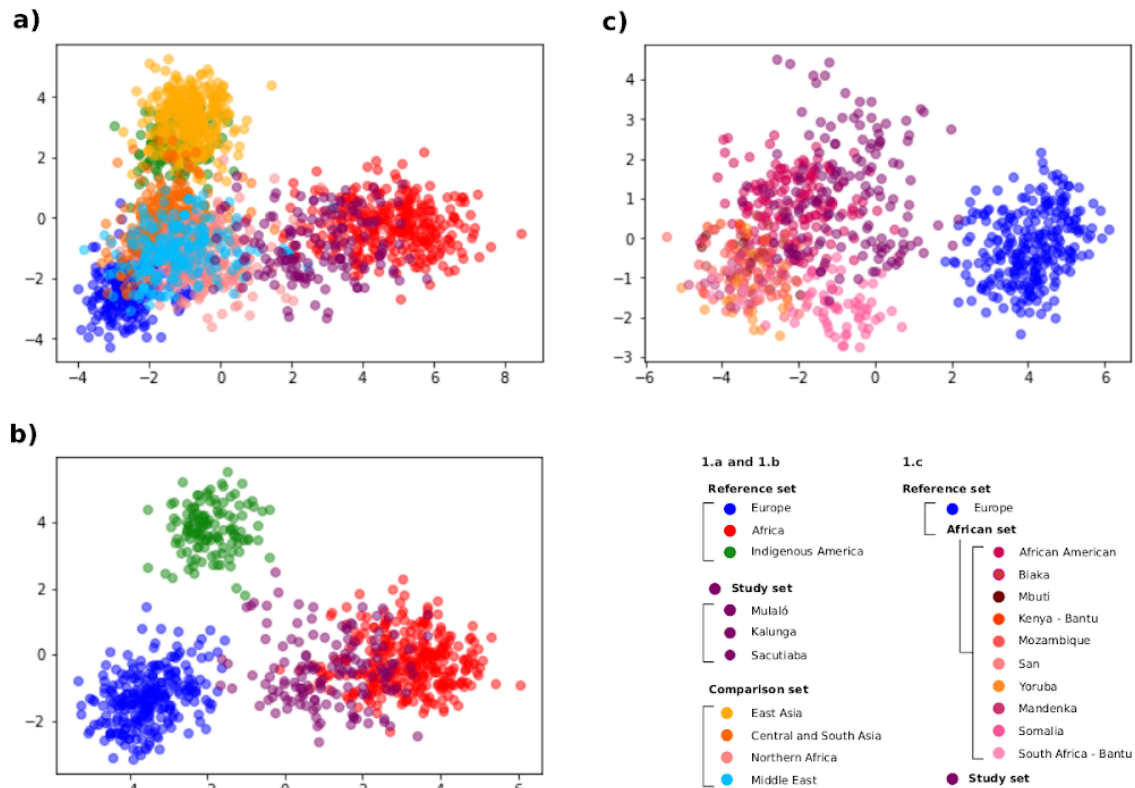 a)
4
2
0
−2
−4
−4
−2
0
2
4
6
8
c)
4
3
2
1
0
−1
−2
−3
−6
−4
−2
0
2
4
6
b)
4
2
0
−2
−4
−2
0
2
4
6
1.a and 1.b
Reference set
Europe
Africa
Indigenous America
Study set
Mulaló
Kalunga
Sacutiaba
Comparison set
East Asia
Central and South Asia
Northern Africa
Middle East
1.c
Reference set
Europe
African set
African American
Biaka
Mbuti
Kenya - Bantu
Mozambique
San
Yoruba
Mandenka
Somalia
South Africa - Bantu
Study set